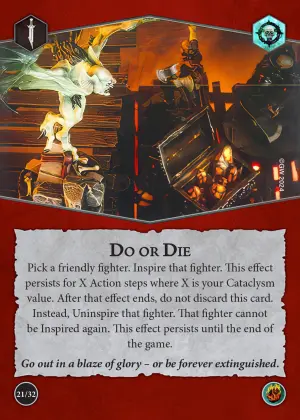 ©GW 2024
Do or Die
Pick a friendly fighter. Inspire that fighter. This effect
persists for X Action steps where X is your Cataclysm
value. After that effect ends, do not discard this card.
Instead, Uninspire that fighter. That fighter cannot
be Inspired again. This effect persists until the end of
the game.
Go out in a blaze of glory – or be forever extinguished.
21/32